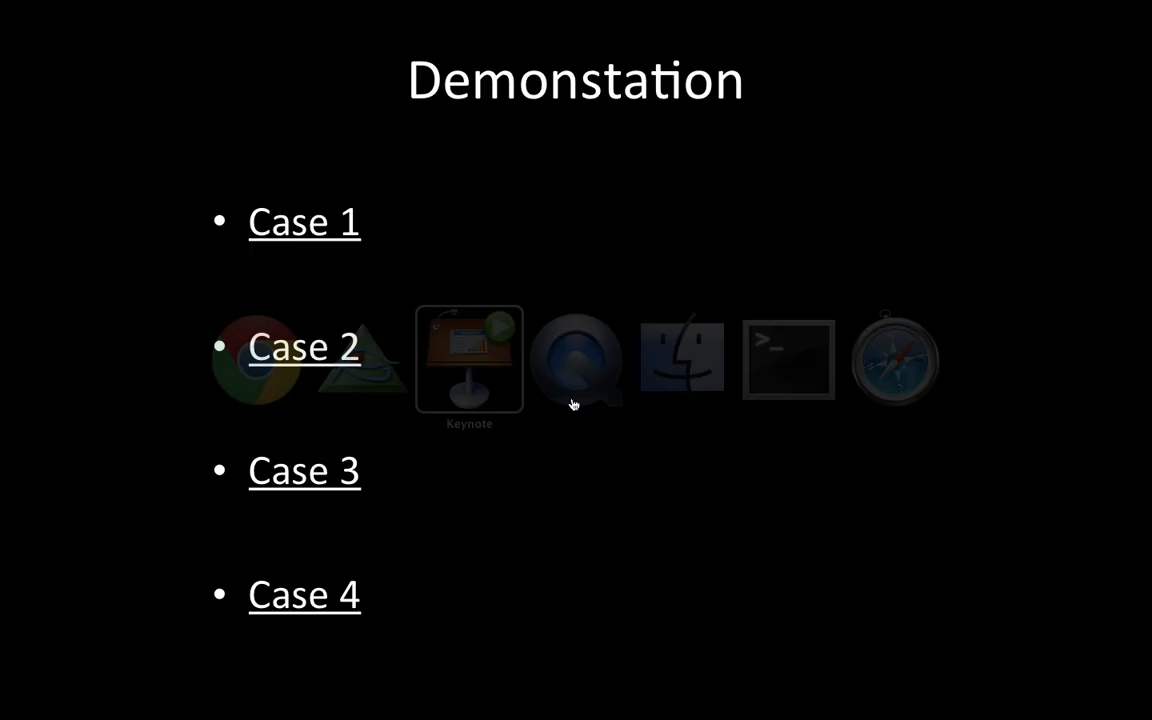 Demonstation
• Case 1
• Case 2
Keynote
• Case 3
• Case 4